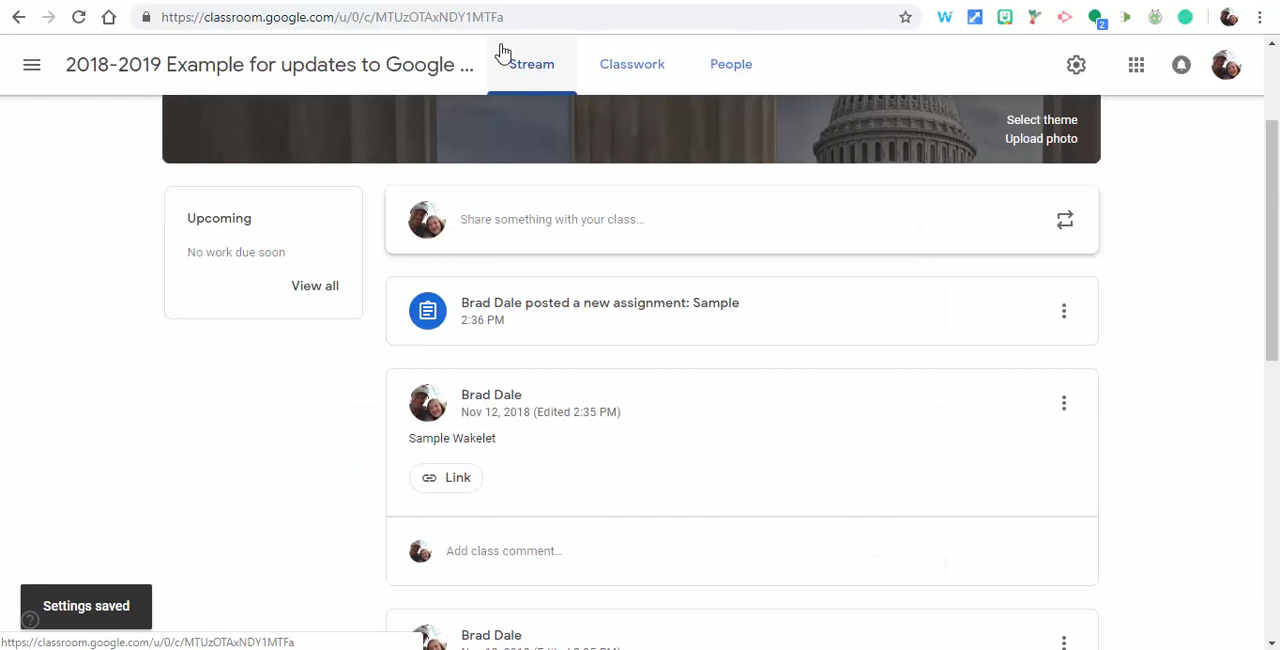 https://classroom.google.com/u/0/c/MTUzOTAxNDY1MTFa
W
2
2018-2019 Example for updates to Google ...
Stream
Classwork
People
Select theme
Upload photo
Upcoming
No work due soon
View all
Share something with your class...
Brad Dale posted a new assignment: Sample
2:36 PM
Brad Dale
Nov 12, 2018 (Edited 2:35 PM)
Sample Wakelet
Link
Add class comment...
Brad Dale
Settings saved
https://classroom.google.com/u/0/c/MTUzOTAxNDY1MTFa